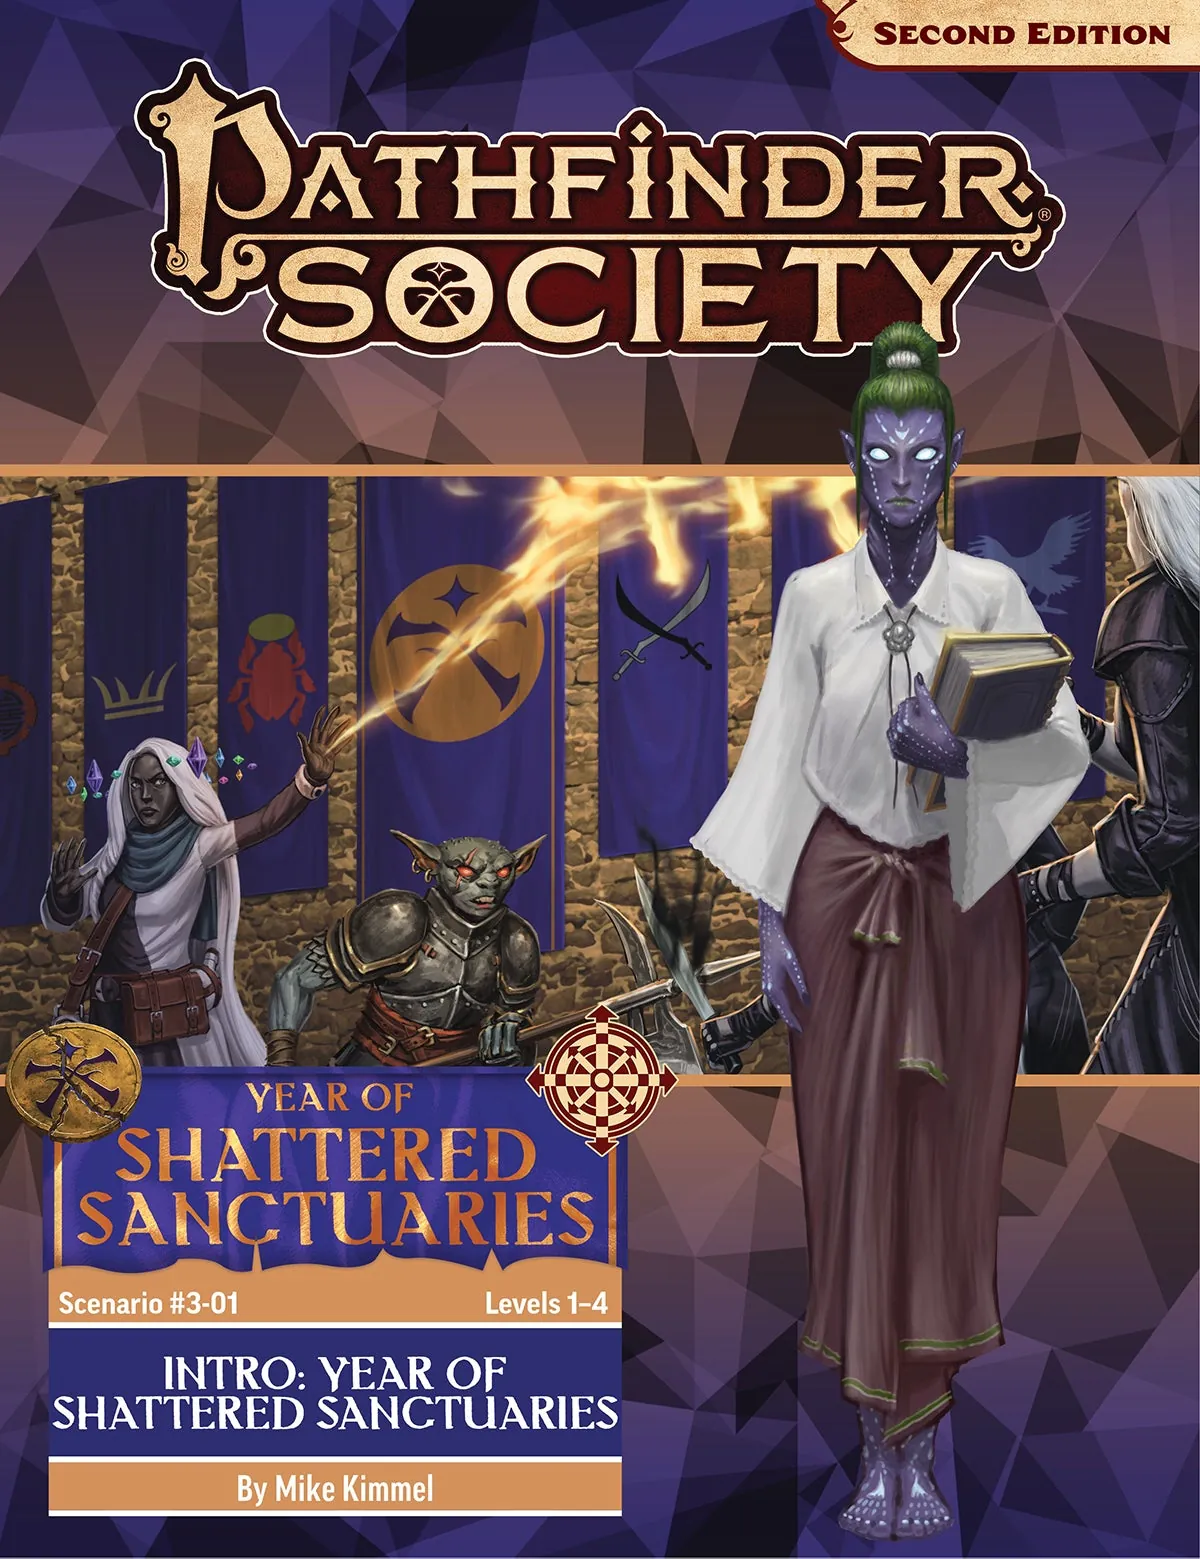 SECOND EDITION
PATHFINDER®
SOCIETY
YEAR OF
SHATTERED
SANCTUARIES
Scenario #3-01 Levels 1–4
INTRO: YEAR OF
SHATTERED SANCTUARIES
By Mike Kimmel